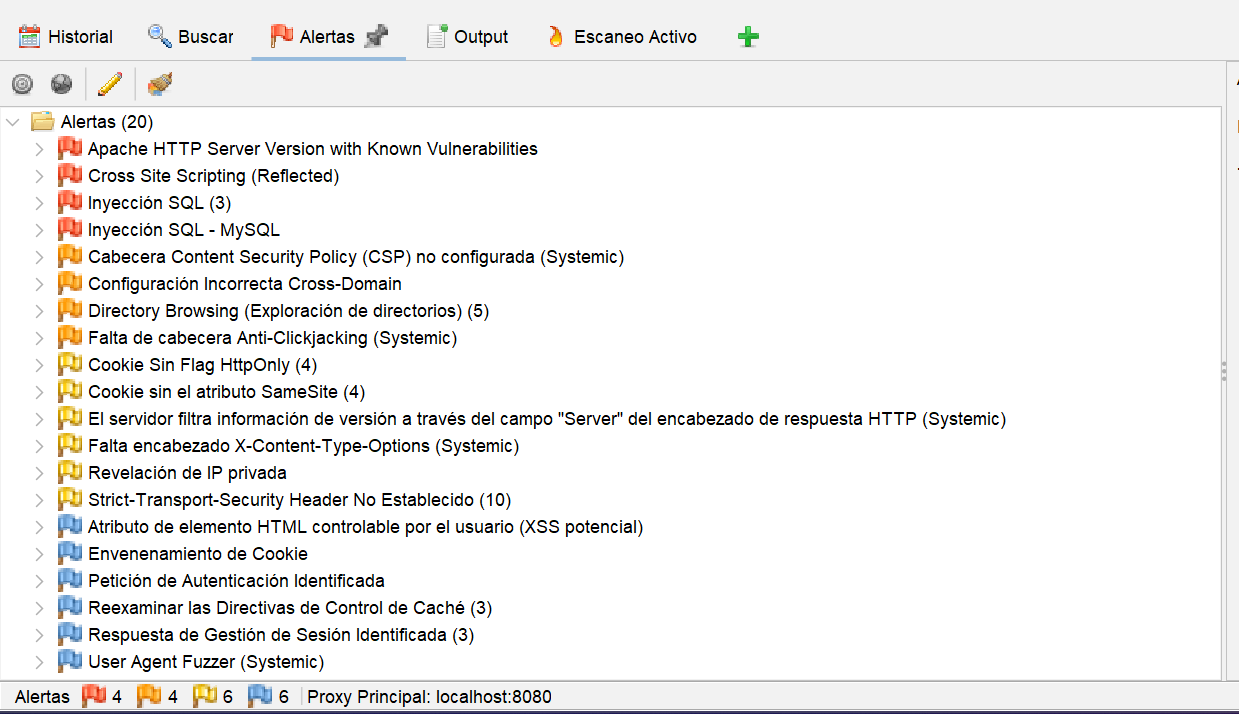 Historial Buscar Alertas Output Escaneo Activo
Alertas (20)
Apache HTTP Server Version with Known Vulnerabilities
Cross Site Scripting (Reflected)
Inyección SQL (3)
Inyección SQL - MySQL
Cabecera Content Security Policy (CSP) no configurada (Systemic)
Configuración Incorrecta Cross-Domain
Directory Browsing (Exploración de directorios) (5)
Falta de cabecera Anti-Clickjacking (Systemic)
Cookie Sin Flag HttpOnly (4)
Cookie sin el atributo SameSite (4)
El servidor filtra información de versión a través del campo "Server" del encabezado de respuesta HTTP (Systemic)
Falta encabezado X-Content-Type-Options (Systemic)
Revelación de IP privada
Strict-Transport-Security Header No Establecido (10)
Atributo de elemento HTML controlable por el usuario (XSS potencial)
Envenenamiento de Cookie
Petición de Autenticación Identificada
Reexaminar las Directivas de Control de Caché (3)
Respuesta de Gestión de Sesión Identificada (3)
User Agent Fuzzer (Systemic)
Alertas 4 4 6 6 Proxy Principal: localhost:8080